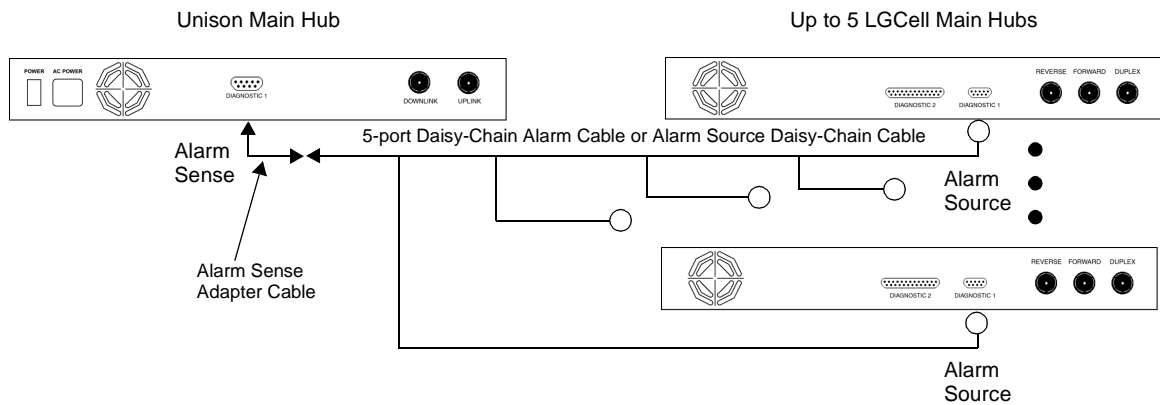 Unison Main Hub
Up to 5 LGCell Main Hubs
POWER AC POWER
DIAGNOSTIC 1
DOWNLINK UPLINK
REVERSE FORWARD DUPLEX
DIAGNOSTIC 2 DIAGNOSTIC 1
5-port Daisy-Chain Alarm Cable or Alarm Source Daisy-Chain Cable
Alarm
Sense
Alarm
Source
Alarm Sense
Adapter Cable
REVERSE FORWARD DUPLEX
DIAGNOSTIC 2 DIAGNOSTIC 1
Alarm
Source